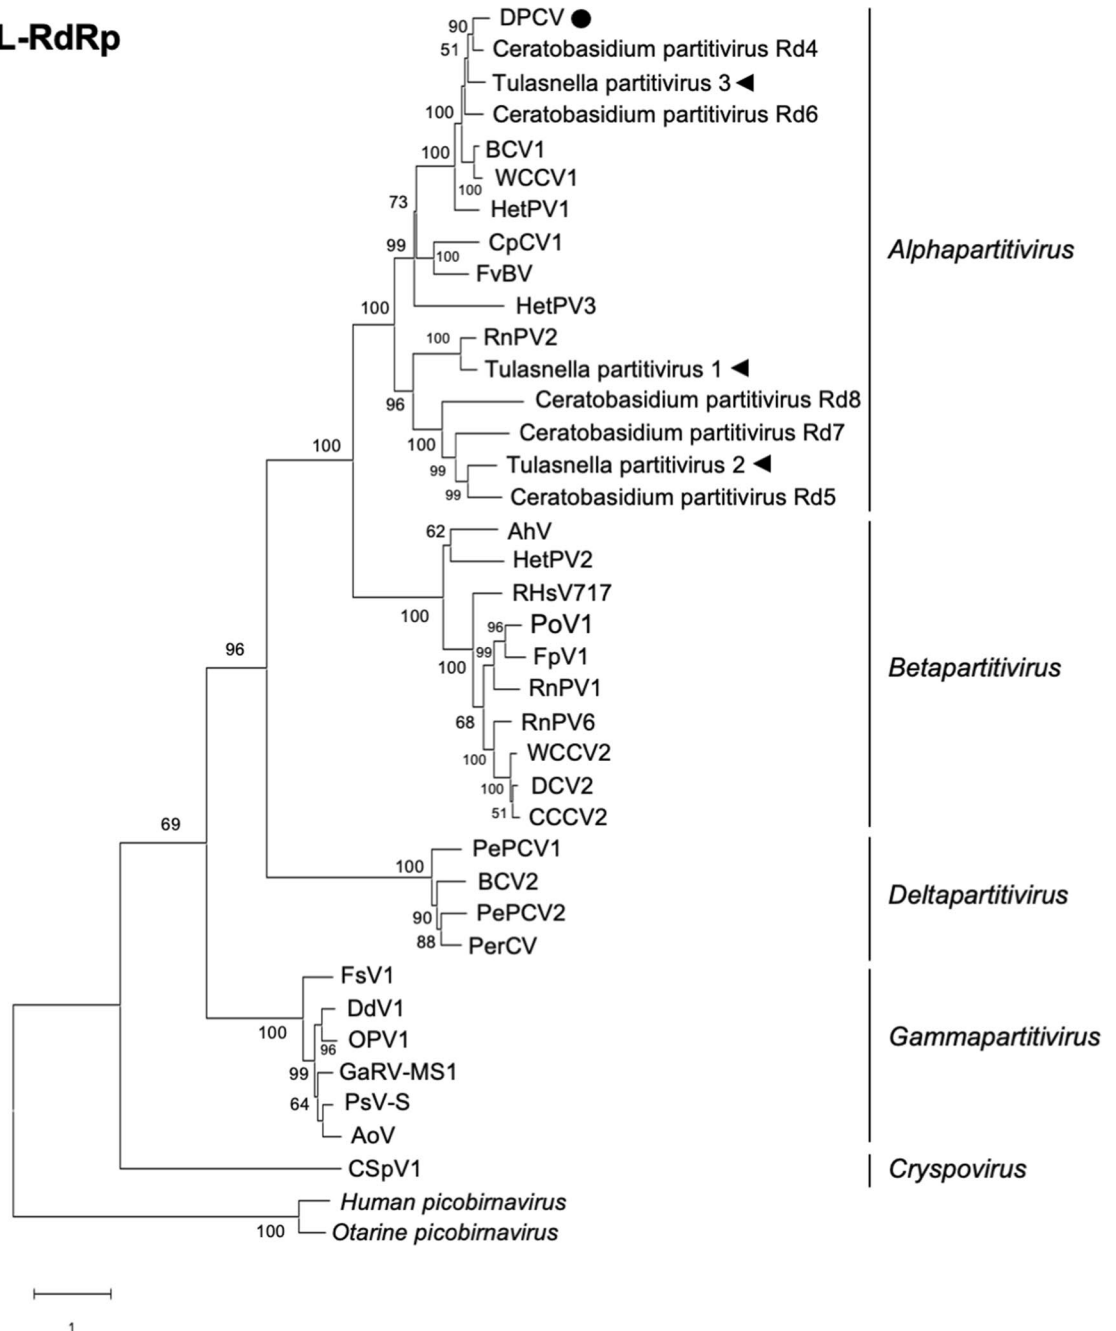 L-RdRp
90
DPCV
51
Ceratobasidium partitivirus Rd4
Tulasnella partitivirus 3
100
Ceratobasidium partitivirus Rd6
100
BCV1
WCCV1
100
73
HetPV1
99
CpCV1
100
Alphapartitivirus
FvBV
100
HetPV3
100
RnPV2
Tulasnella partitivirus 1
96
Ceratobasidium partitivirus Rd8
100
100
Ceratobasidium partitivirus Rd7
99
Tulasnella partitivirus 2
99
Ceratobasidium partitivirus Rd5
62
AhV
HetPV2
RHsV717
100
96
PoV1
96
99
FpV1
100
Betapartitivirus
RnPV1
68
RnPV6
100
WCCV2
100
DCV2
51
CCCV2
69
PePCV1
100
BCV2
Deltapartitivirus
90
PePCV2
88
PerCV
FsV1
DdV1
100
OPV1
96
Gammapartitivirus
99
GaRV-MS1
64
PsV-S
AoV
CSpV1
Cryspovirus
Human picobirnavirus
100
Otarine picobirnavirus
1